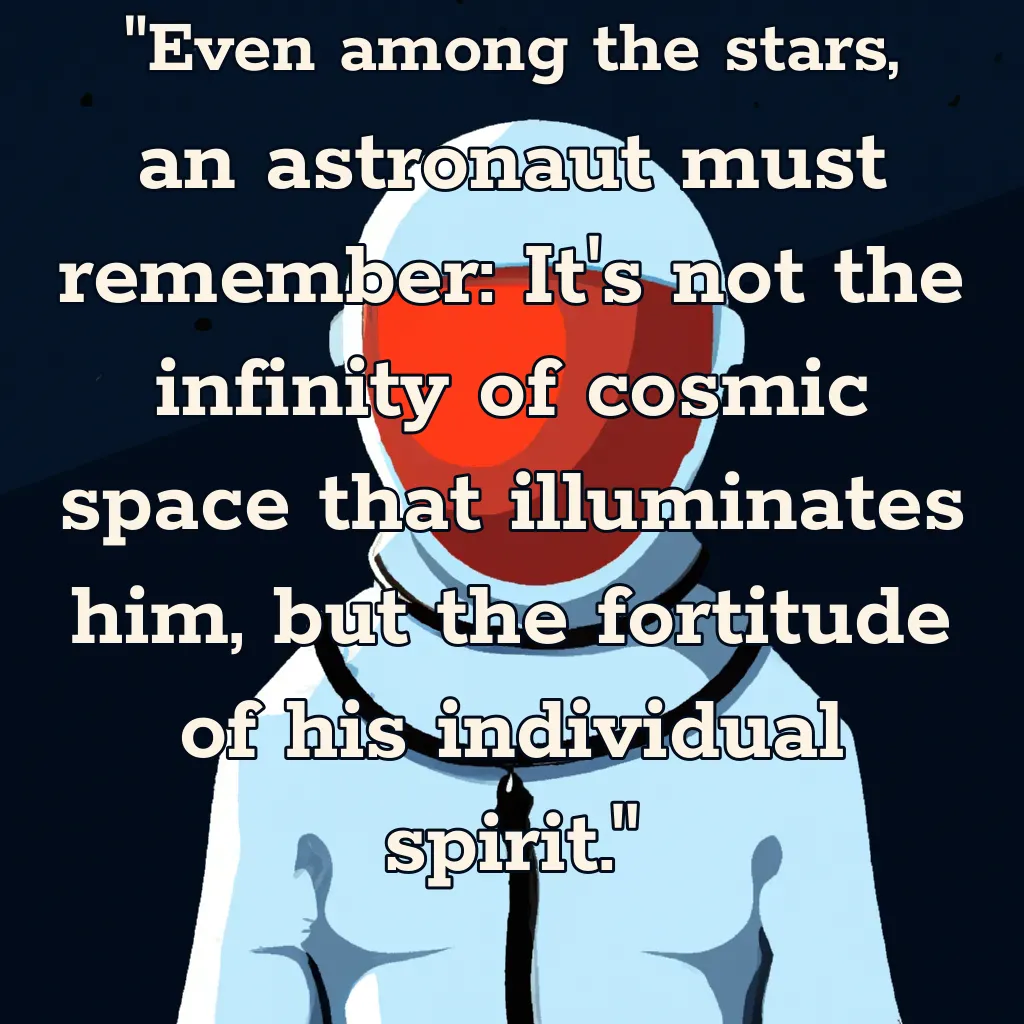 "Even among the stars,
an astronaut must
remember: It's not the
infinity of cosmic
space that illuminates
him, but the fortitude
of his individual
spirit."